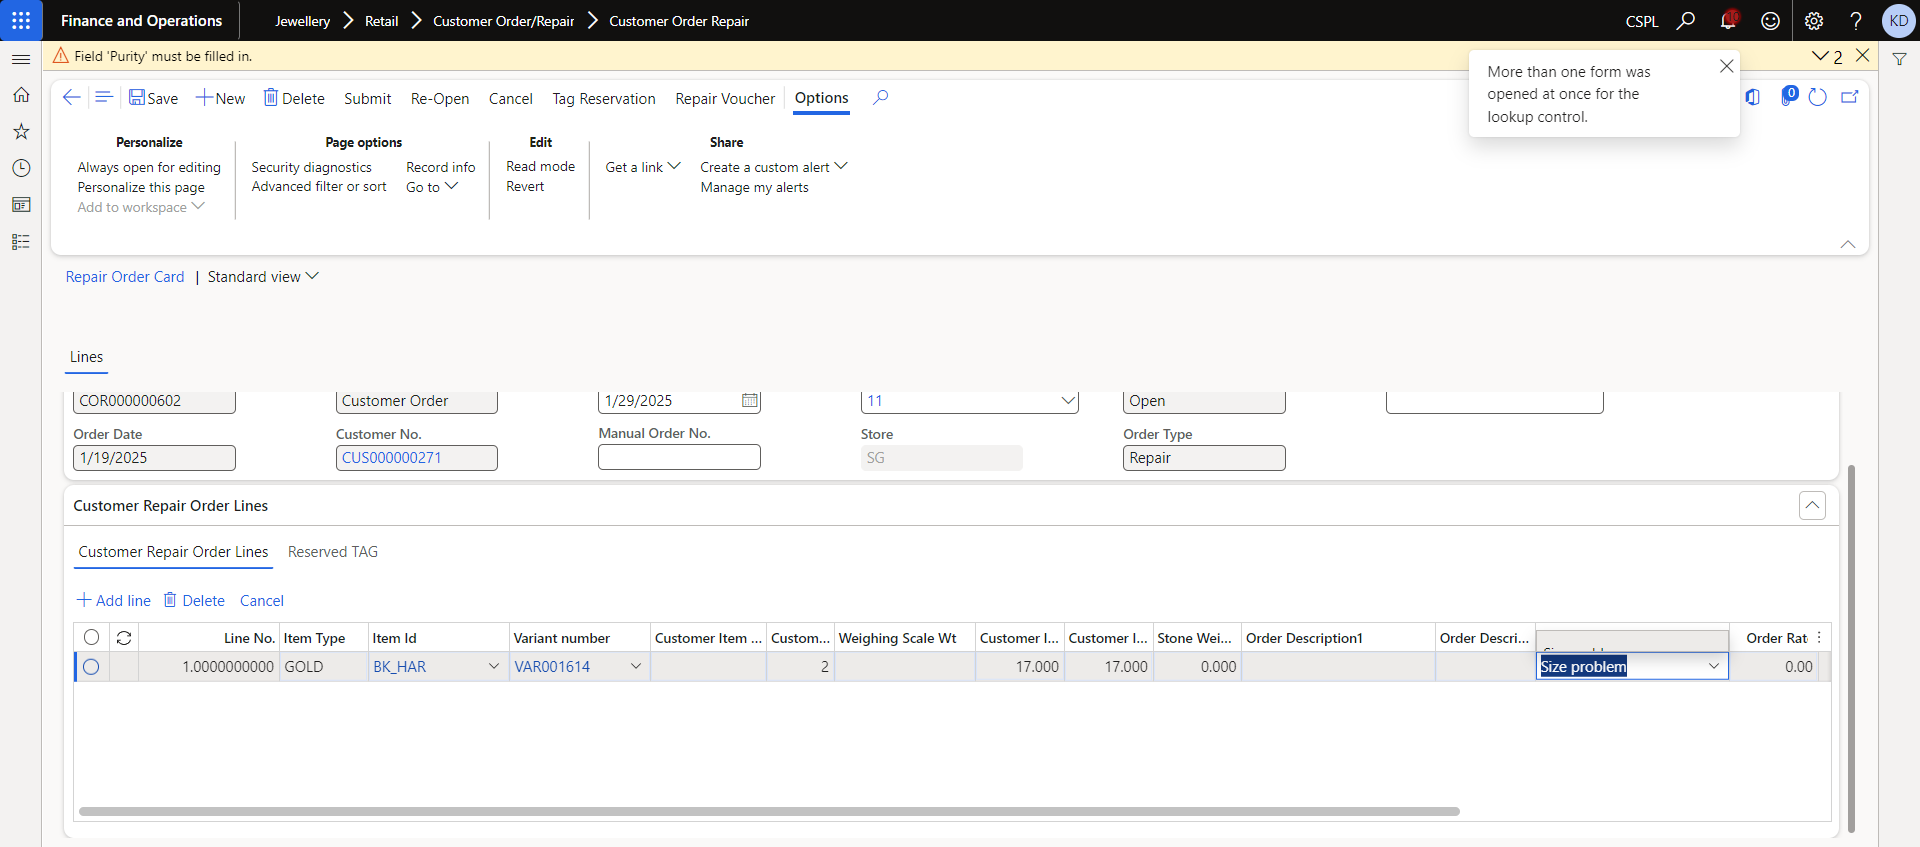 Finance and Operations
Jewellery > Retail > Customer Order/Repair > Customer Order Repair
CSPL
KD
Field 'Purity' must be filled in.
2
More than one form was
opened at once for the
lookup control.
Save
New
Delete
Submit
Re-Open
Cancel
Tag Reservation
Repair Voucher
Options
0
Personalize
Always open for editing
Personalize this page
Add to workspace
Page options
Security diagnostics
Advanced filter or sort
Record info
Go to
Edit
Read mode
Revert
Get a link
Share
Create a custom alert
Manage my alerts
Repair Order Card | Standard view
Lines
COR000000602
Customer Order
1/29/2025
11
Open
Order Date
Customer No.
Manual Order No.
Store
Order Type
1/19/2025
CUS000000271
SG
Repair
Customer Repair Order Lines
Customer Repair Order Lines
Reserved TAG
Add line
Delete
Cancel
Line No. Item Type Item Id Variant number Customer Item ... Custom... Weighing Scale Wt Customer I... Customer I... Stone Wei... Order Description1 Order Descri... Order Rat
1.0000000000 GOLD BK_HAR VAR001614 2 17.000 17.000 0.000 Size problem 0.00